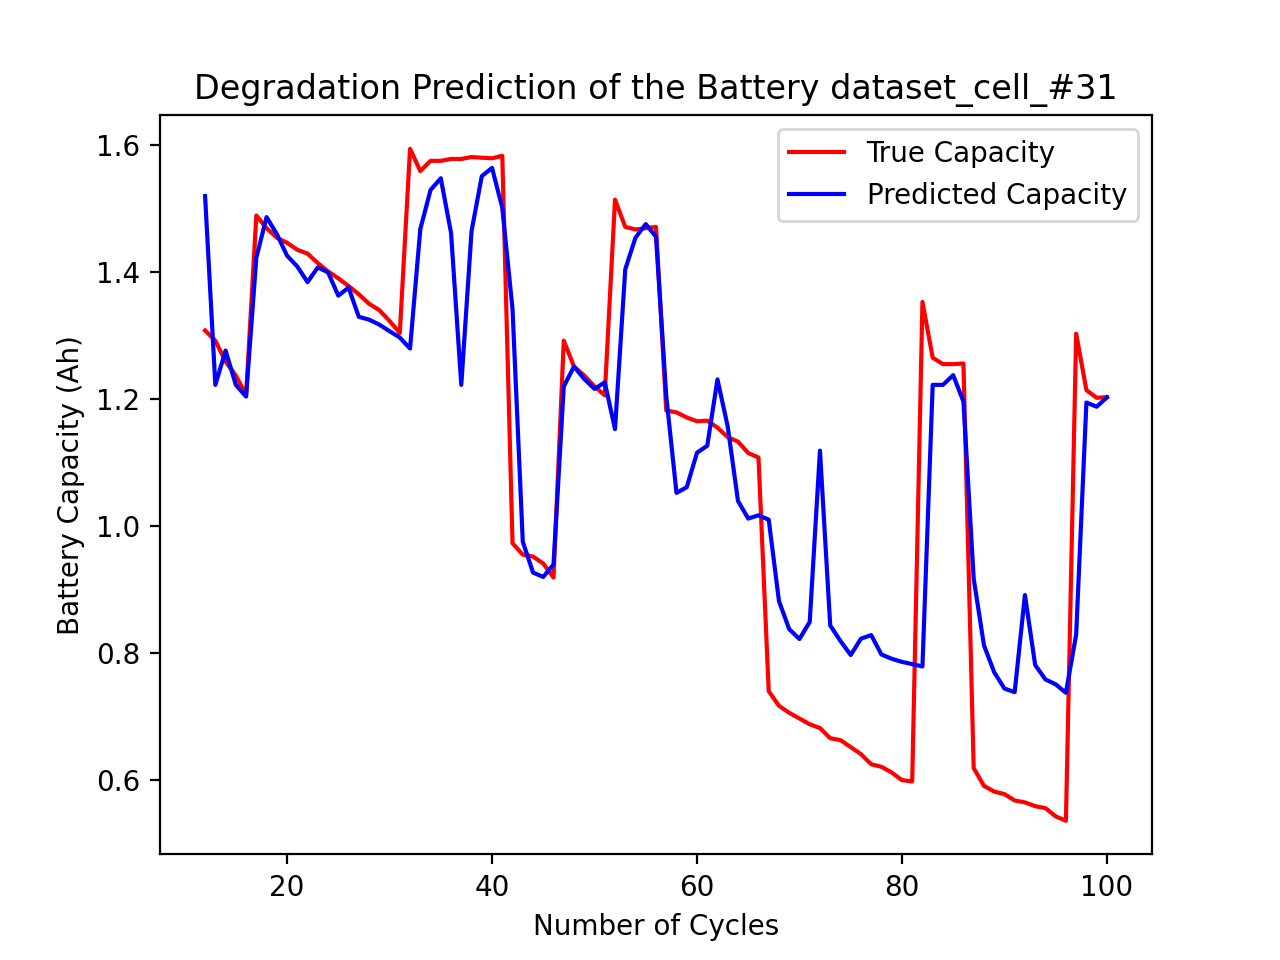 Degradation Prediction of the Battery dataset_cell_#31
True Capacity
Predicted Capacity
Battery Capacity (Ah)
1.6
1.4
1.2
1.0
0.8
0.6
20 40 60 80 100
Number of Cycles